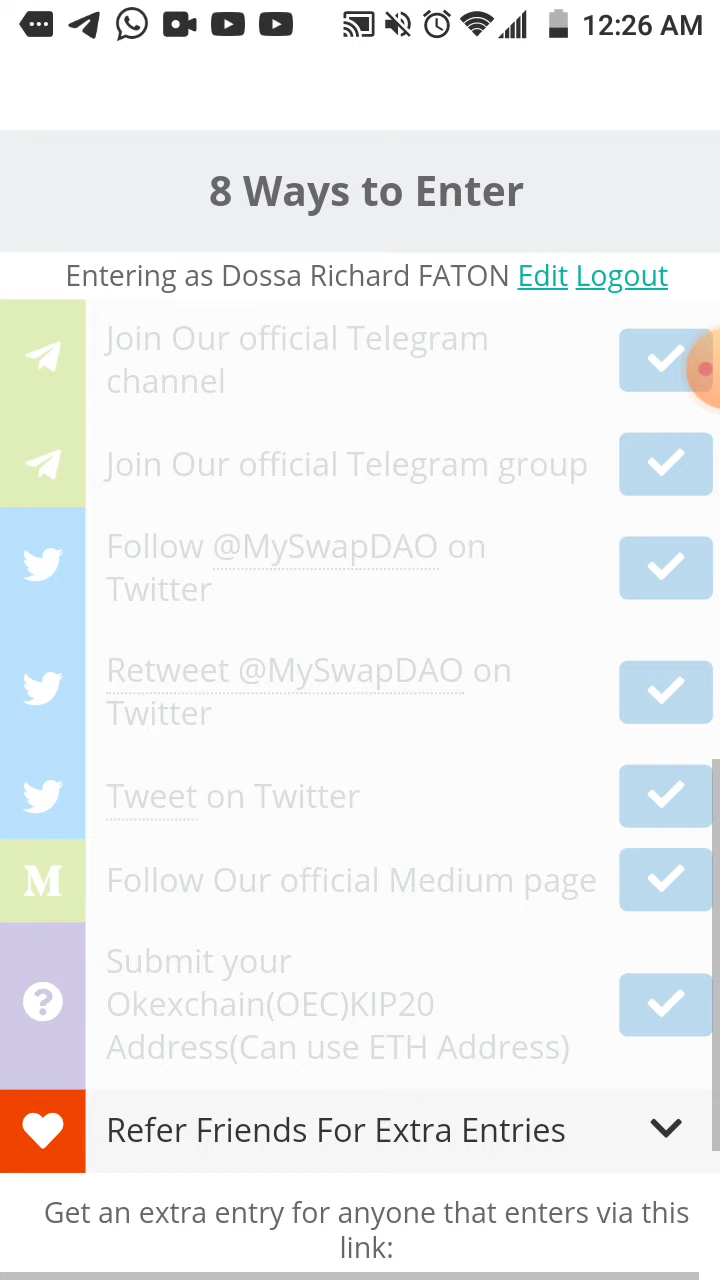 12:26 AM
8 Ways to Enter
Entering as Dossa Richard FATON Edit Logout
Join Our official Telegram
channel
Join Our official Telegram group
Follow @MySwapDAO on
Twitter
Retweet @MySwapDAO on
Twitter
Tweet on Twitter
Follow Our official Medium page
Submit your
Okexchain(OEC)KIP20
Address(Can use ETH Address)
Refer Friends For Extra Entries
Get an extra entry for anyone that enters via this
link: